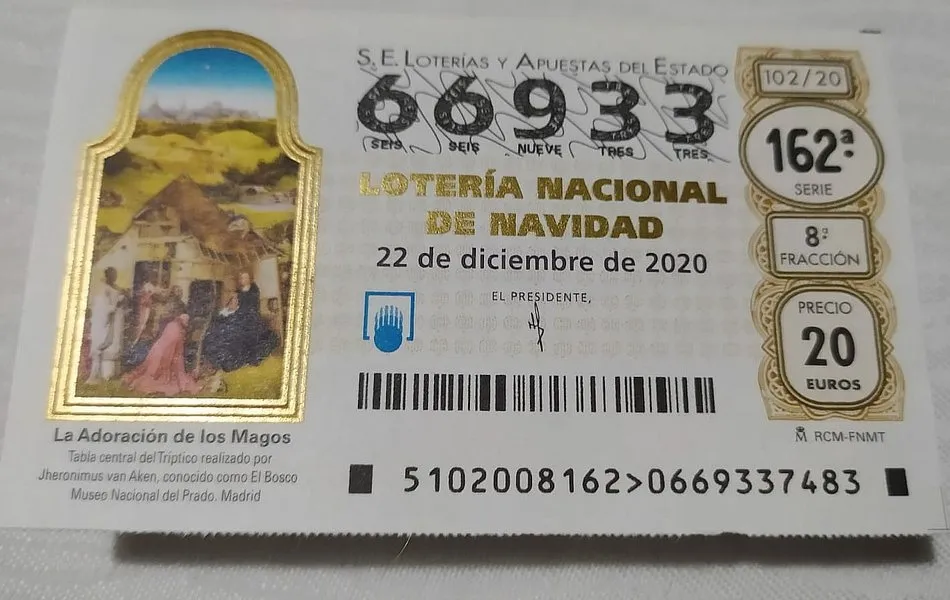 S.E. LOTERÍAS Y APUESTAS DEL ESTADO
66933
SEIS SEIS NUEVE TRES TRES
LOTERÍA NACIONAL
DE NAVIDAD
22 de diciembre de 2020
EL PRESIDENTE,
102/20
162ª
SERIE
8ª
FRACCIÓN
PRECIO
20
EUROS
RCM-FNMT
La Adoración de los Magos
Tabla central del Tríptico realizado por
Jheronimus van Aken, conocido como El Bosco
Museo Nacional del Prado. Madrid
5102008162>0669337483